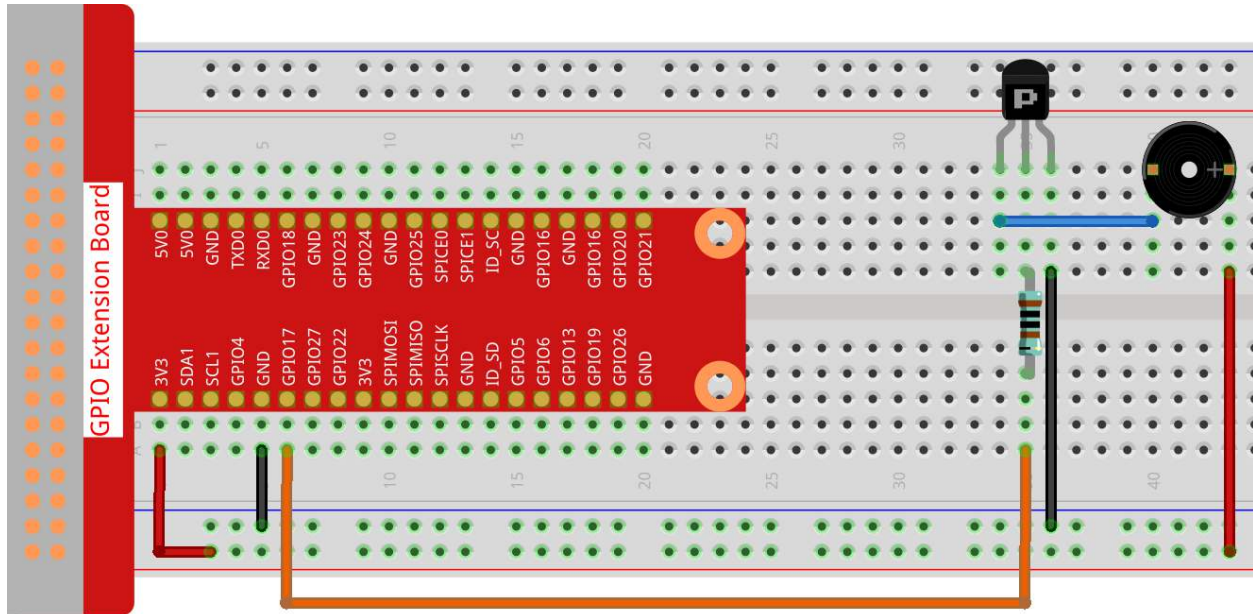 GPIO Extension Board
P
1 5 10 15 20 25 30
J
I
+
5V0
5V0
GND
TXD0
RXD0
GPIO18
GND
GPIO23
GPIO24
GND
GPIO25
SPICE0
SPICE1
ID_SC
GND
GPIO16
GND
GPIO16
GPIO20
GPIO21
3V3
SDA1
SCL1
GPIO4
GND
GPIO17
GPIO27
GPIO22
3V3
SPIMOSI
SPIMISO
SPISCLK
GND
ID_SD
GPIO5
GPIO6
GPIO13
GPIO19
GPIO26
GND
B
A
10 15 20 25 30 40